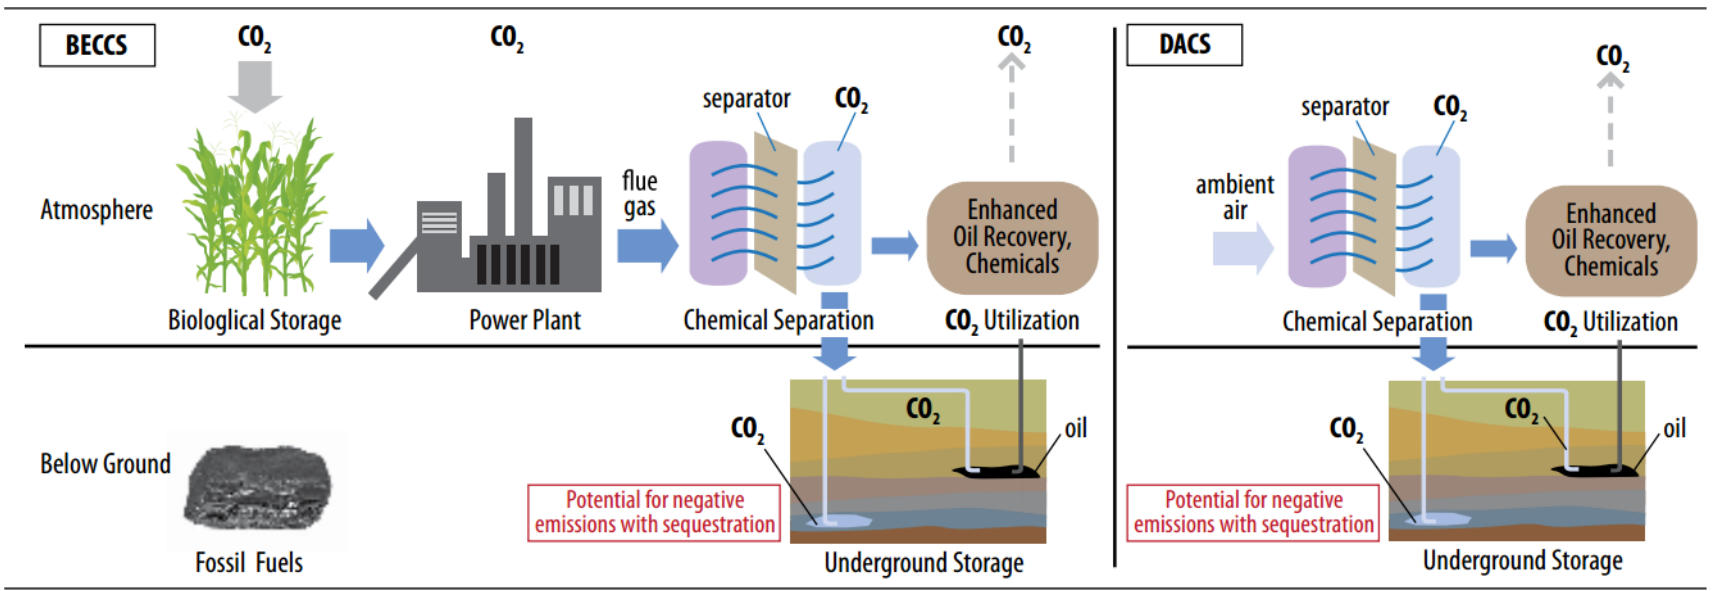 BECCS
CO₂
CO₂
CO₂
separator
CO₂
flue
gas
Atmosphere
Enhanced
Oil Recovery,
Chemicals
Biologlical Storage
Power Plant
Chemical Separation
CO₂ Utilization
Below Ground
Fossil Fuels
CO₂
CO₂
oil
Potential for negative
emissions with sequestration
Underground Storage
DACS
CO₂
separator
CO₂
ambient
air
Enhanced
Oil Recovery,
Chemicals
Chemical Separation
CO₂ Utilization
CO₂
CO₂
oil
Potential for negative
emissions with sequestration
Underground Storage